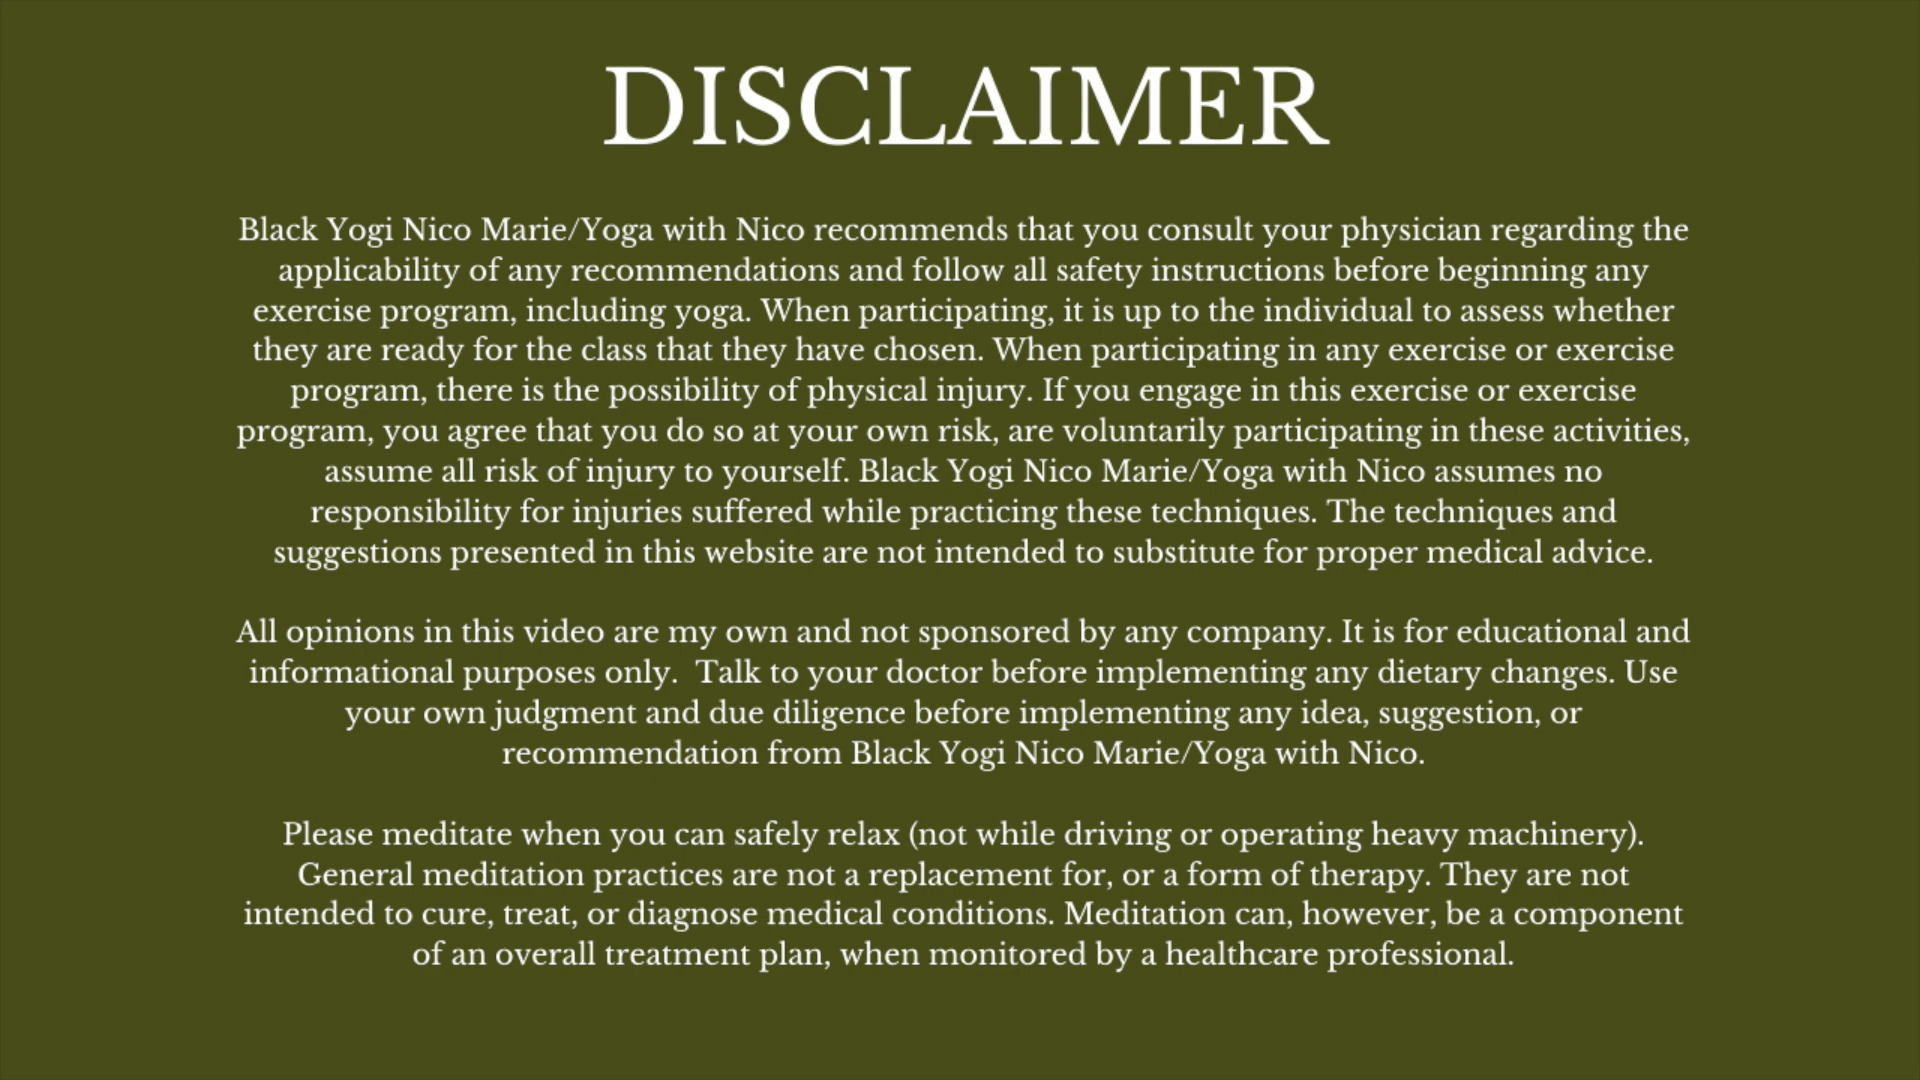 DISCLAIMER
Black Yogi Nico Marie/Yoga with Nico recommends that you consult your physician regarding the
applicability of any recommendations and follow all safety instructions before beginning any
exercise program, including yoga. When participating, it is up to the individual to assess whether
they are ready for the class that they have chosen. When participating in any exercise or exercise
program, there is the possibility of physical injury. If you engage in this exercise or exercise
program, you agree that you do so at your own risk, are voluntarily participating in these activities,
assume all risk of injury to yourself. Black Yogi Nico Marie/Yoga with Nico assumes no
responsibility for injuries suffered while practicing these techniques. The techniques and
suggestions presented in this website are not intended to substitute for proper medical advice.
All opinions in this video are my own and not sponsored by any company. It is for educational and
informational purposes only.  Talk to your doctor before implementing any dietary changes. Use
your own judgment and due diligence before implementing any idea, suggestion, or
recommendation from Black Yogi Nico Marie/Yoga with Nico.
Please meditate when you can safely relax (not while driving or operating heavy machinery).
General meditation practices are not a replacement for, or a form of therapy. They are not
intended to cure, treat, or diagnose medical conditions. Meditation can, however, be a component
of an overall treatment plan, when monitored by a healthcare professional.